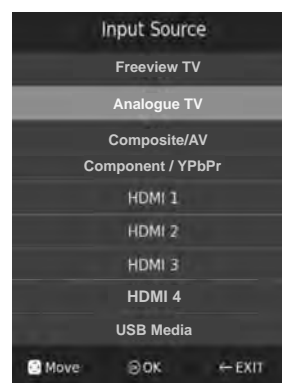 Input Source
Freeview TV
Analogue TV
Composite/AV
Component / YPbPr
HDMI 1
HDMI 2
HDMI 3
HDMI 4
USB Media
Move OK ← EXIT